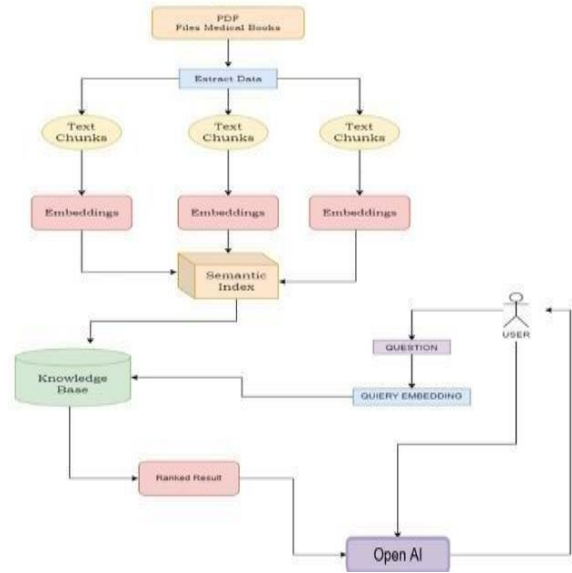 PDF
Files Medical Books
Extract Data
Text
Chunks
Text
Chunks
Text
Chunks
Embeddings
Embeddings
Embeddings
Semantic
Index
USER
QUESTION
Knowledge
Base
QUIERY EMBEDDING
Ranked Result
Open AI